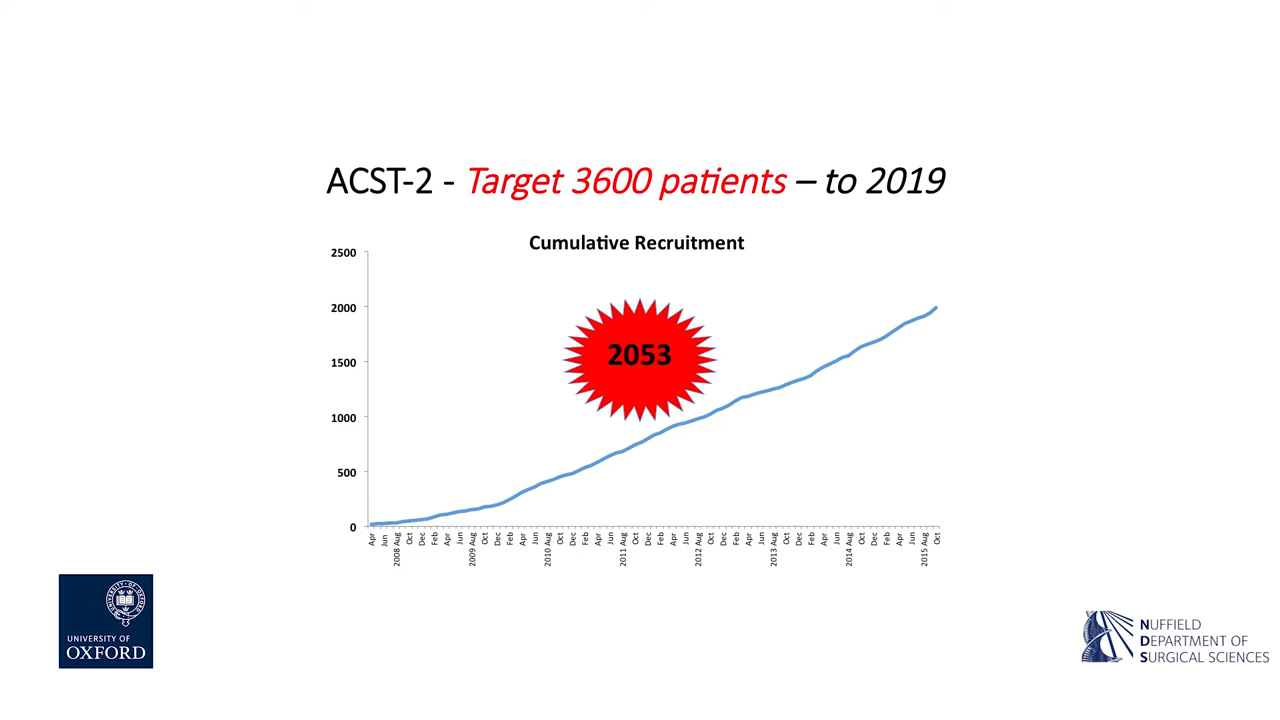 ACST-2 - Target 3600 patients – to 2019
Cumulative Recruitment
2500
2000
1500
1000
500
0
2053
Apr
Jun
2008 Aug
Oct
Dec
Feb
Apr
Jun
2009 Aug
Oct
Dec
Feb
Apr
Jun
2010 Aug
Oct
Dec
Feb
Apr
Jun
2011 Aug
Oct
Dec
Feb
Apr
Jun
2012 Aug
Oct
Dec
Feb
Apr
Jun
2013 Aug
Oct
Dec
Feb
Apr
Jun
2014 Aug
Oct
Dec
Feb
Apr
Jun
2015 Aug
Oct
UNIVERSITY OF
OXFORD
NUFFIELD
DEPARTMENT OF
SURGICAL SCIENCES